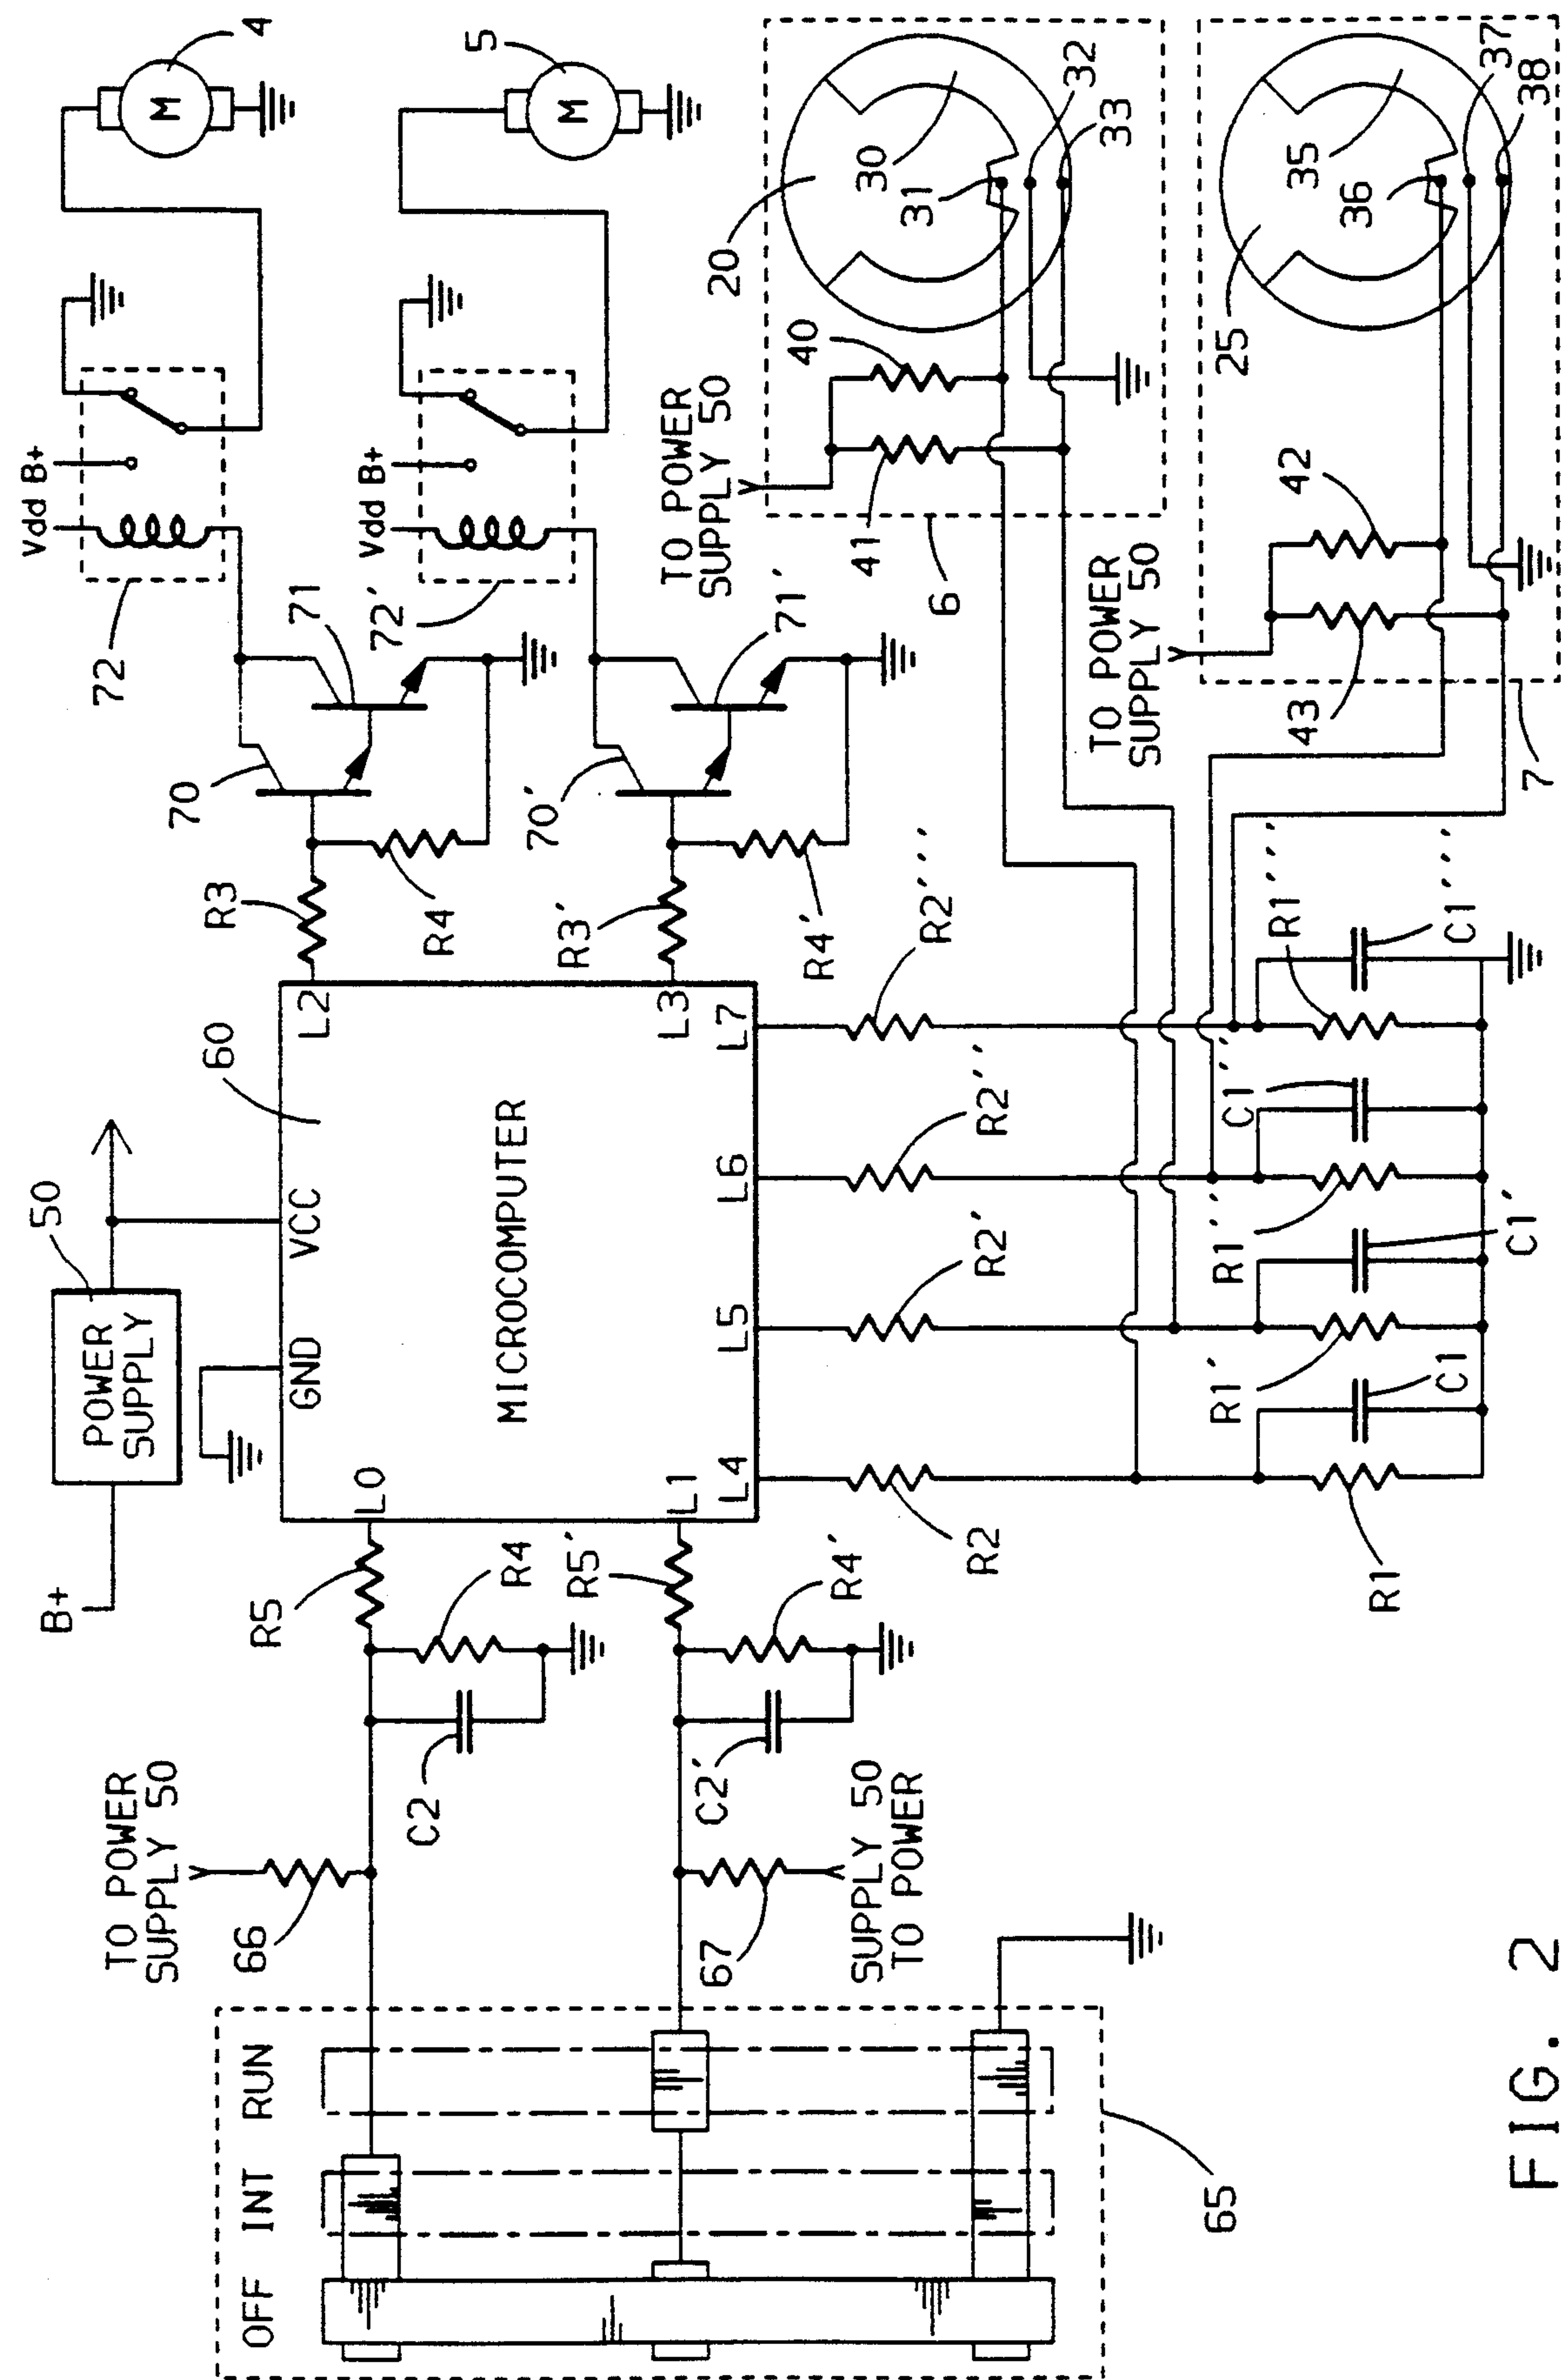 B+
POWER
SUPPLY
50
GND
VCC
60
MICROCOMPUTER
L0
L1
L2
L3
L4
L5
L6
L7
TO POWER
SUPPLY 50
66
C2
R5
R4
R5'
R4'
C2'
67
SUPPLY 50
TO POWER
OFF INT RUN
65
R3
R4'
70
71
72
Vdd B+
M
4
R3'
R4'
70'
71'
72'
Vdd B+
M
5
TO POWER
SUPPLY 50
40
41
6
20
30
31
32
33
TO POWER
SUPPLY 50
42
43
7
25
35
36
37
38
R2
R2'
R2''
R2'''
R1
C1
R1'
C1'
R1''
C1''
R1'''
C1'''
FIG. 2